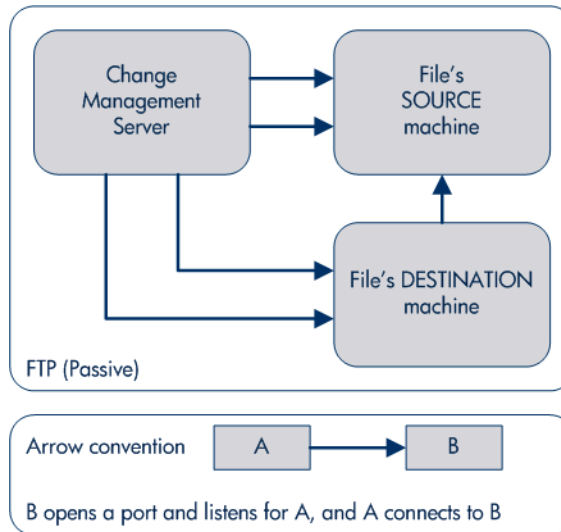 Change
Management
Server
File's
SOURCE
machine
File's DESTINATION
machine
FTP (Passive)
Arrow convention
A
B
B opens a port and listens for A, and A connects to B